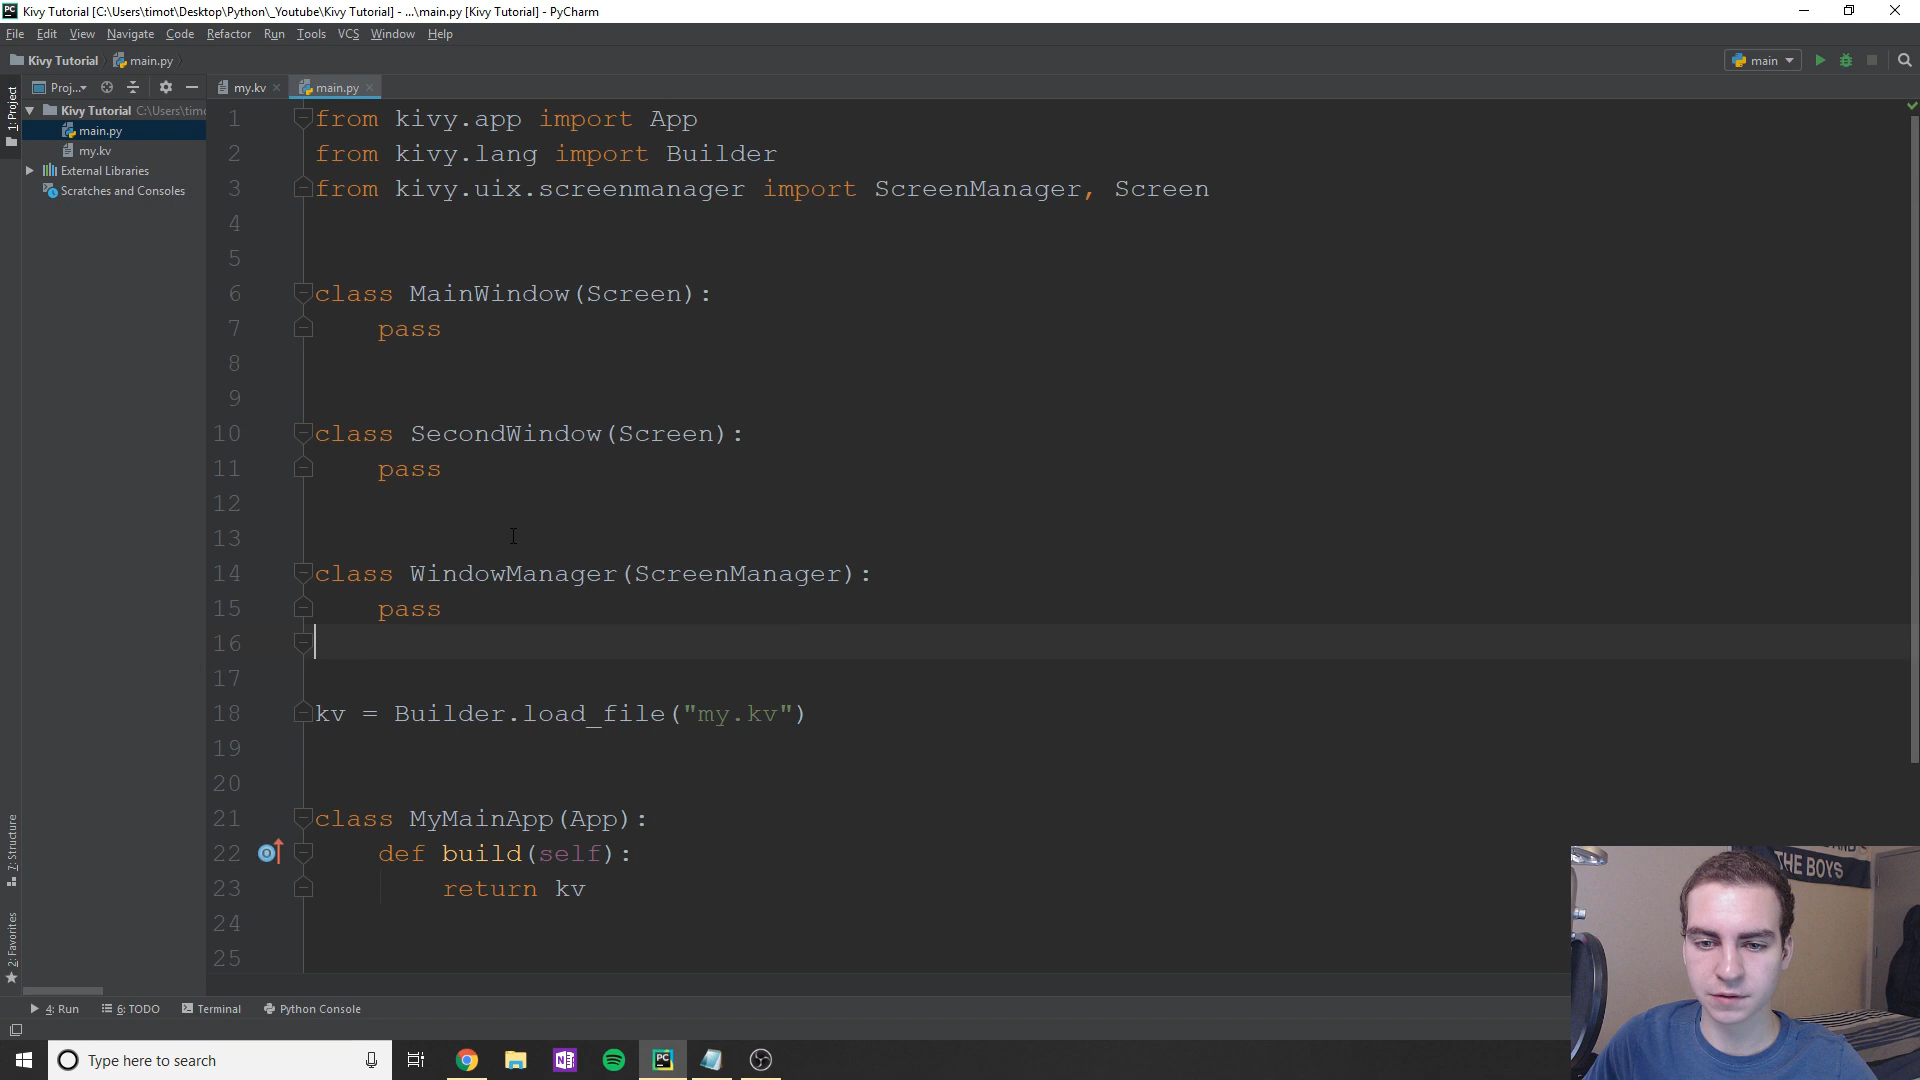 Kivy Tutorial [C:\Users\timot\Desktop\Python\_Youtube\Kivy Tutorial] - ...\main.py [Kivy Tutorial] - PyCharm
File Edit View Navigate Code Refactor Run Tools VCS Window Help
Kivy Tutorial main.py main
1: Project Proj... my.kv main.py
Kivy Tutorial C:\Users\timo
main.py
my.kv
External Libraries
Scratches and Consoles
1 from kivy.app import App
2 from kivy.lang import Builder
3 from kivy.uix.screenmanager import ScreenManager, Screen
4
5
6 class MainWindow(Screen):
7 pass
8
9
10 class SecondWindow(Screen):
11 pass
12
13
14 class WindowManager(ScreenManager):
15 pass
16
17
18 kv = Builder.load_file("my.kv")
19
20
21 class MyMainApp(App):
22 def build(self):
23 return kv
24
25
7: Structure
2: Favorites
THE BOYS
4: Run 6: TODO Terminal Python Console
Type here to search